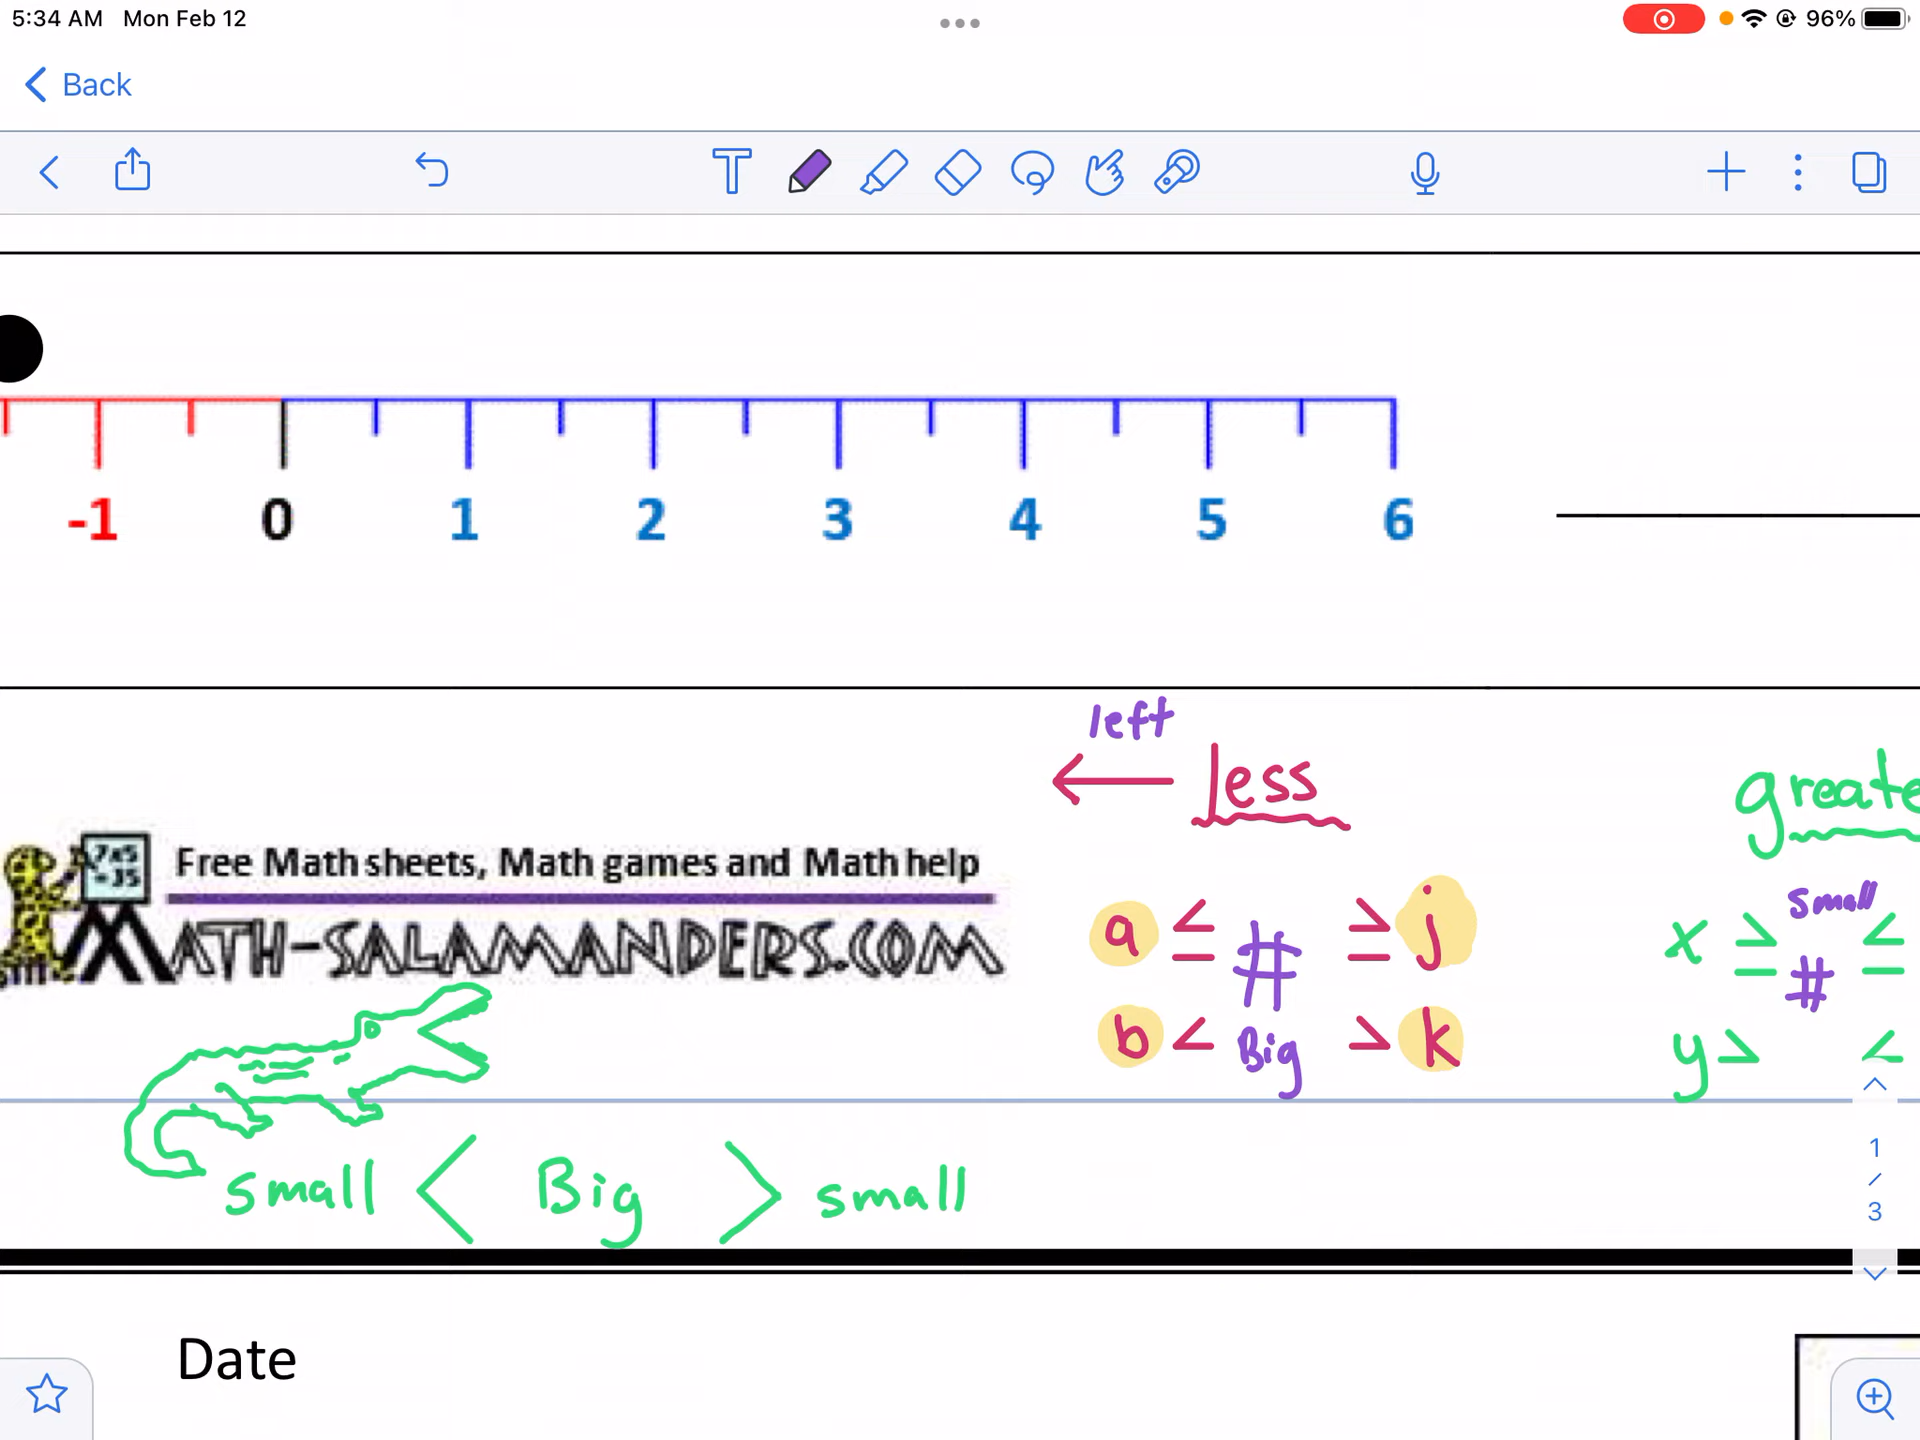 5:34 AM Mon Feb 12
96%
Back
-1 0 1 2 3 4 5 6
left
less
greate
7x5
=35
Free Math sheets, Math games and Math help
MATH-SALAMANDERS.COM
a ≤ # ≥ j
b < Big > k
small
x ≥ # ≤
y > <
small < Big > small
1
/
3
Date